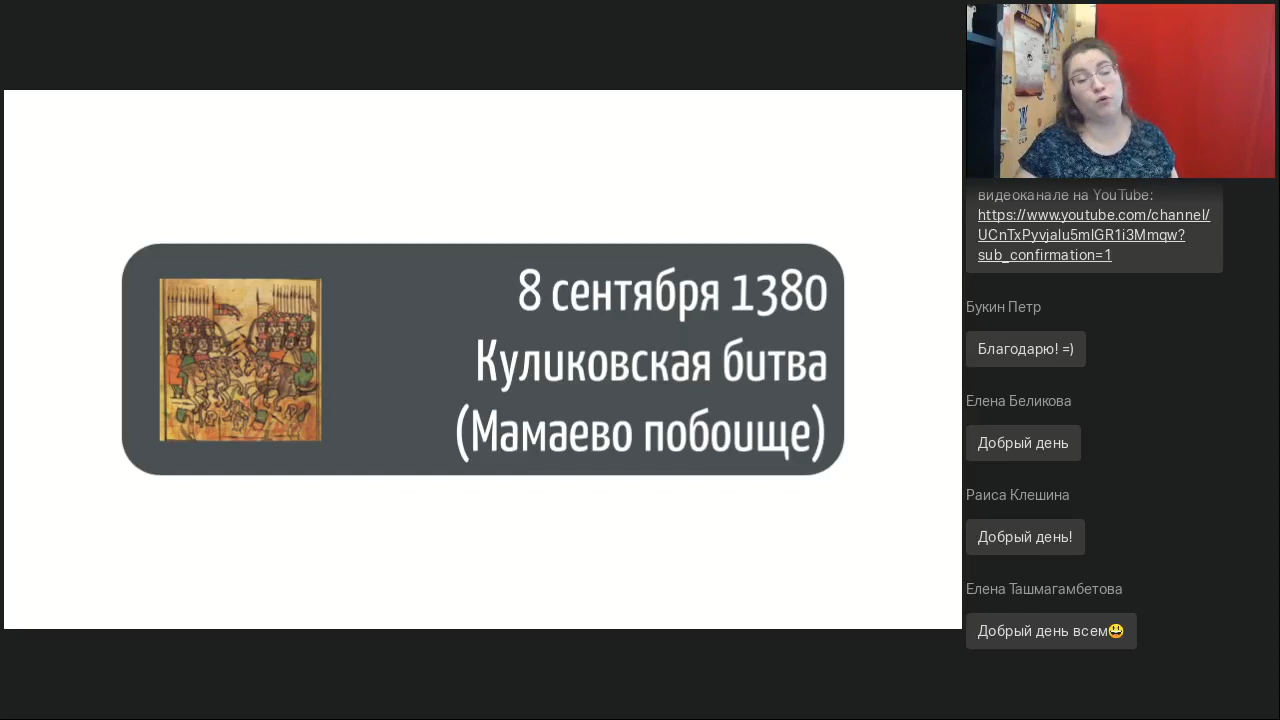 8 сентября 1380
Куликовская битва
(Мамаево побоище)
видеоканале на YouTube:
https://www.youtube.com/channel/
UCnTxPyvjalu5mlGR1i3Mmqw?
sub_confirmation=1
Букин Петр
Благодарю! =)
Елена Беликова
Добрый день
Раиса Клешина
Добрый день!
Елена Ташмагамбетова
Добрый день всем😃